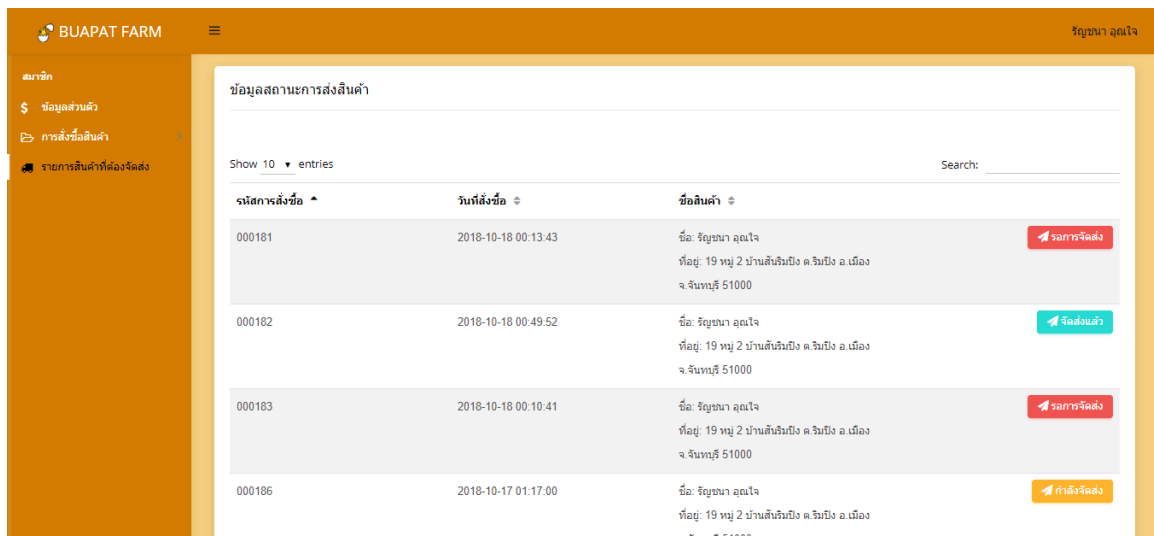 BUAPAT FARM
รัญชนา อุณใจ
สมาชิก
ข้อมูลส่วนตัว
การสั่งซื้อสินค้า
รายการสินค้าที่ต้องจัดส่ง
ข้อมูลสถานะการส่งสินค้า
Show 10 entries
Search:
รหัสการสั่งซื้อ วันที่สั่งซื้อ ชื่อสินค้า
000181 2018-10-18 00:13:43 ชื่อ: รัญชนา อุณใจ รอการจัดส่ง
ที่อยู่: 19 หมู่ 2 บ้านสันริมปิง ต.ริมปิง อ.เมือง
จ.จันทบุรี 51000
000182 2018-10-18 00:49:52 ชื่อ: รัญชนา อุณใจ จัดส่งแล้ว
ที่อยู่: 19 หมู่ 2 บ้านสันริมปิง ต.ริมปิง อ.เมือง
จ.จันทบุรี 51000
000183 2018-10-18 00:10:41 ชื่อ: รัญชนา อุณใจ รอการจัดส่ง
ที่อยู่: 19 หมู่ 2 บ้านสันริมปิง ต.ริมปิง อ.เมือง
จ.จันทบุรี 51000
000186 2018-10-17 01:17:00 ชื่อ: รัญชนา อุณใจ กำลังจัดส่ง
ที่อยู่: 19 หมู่ 2 บ้านสันริมปิง ต.ริมปิง อ.เมือง